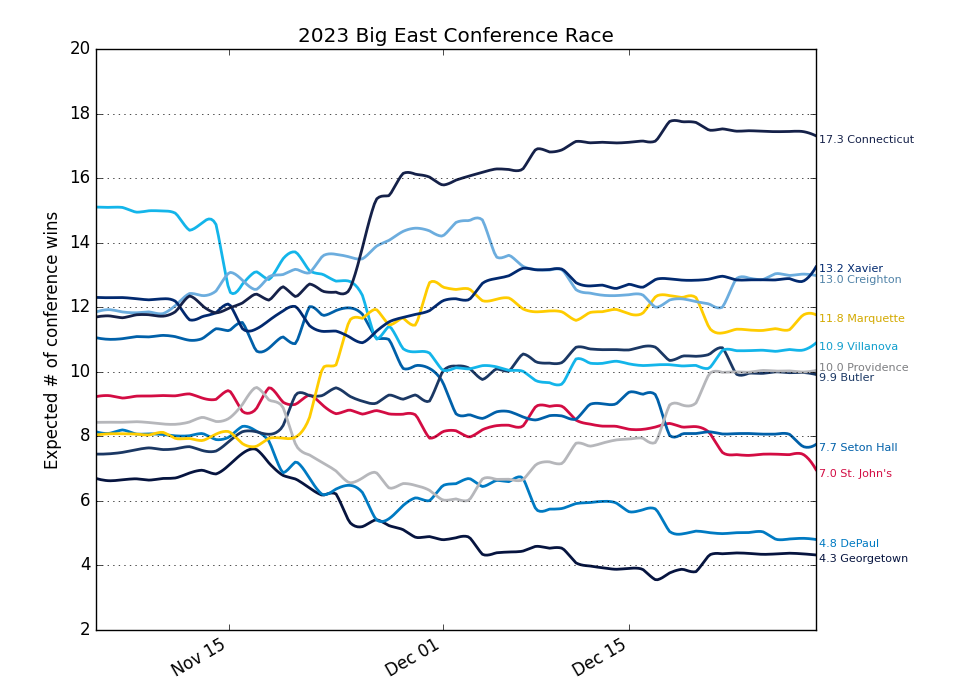 2023 Big East Conference Race
Expected # of conference wins
20
18
16
14
12
10
8
6
4
2
Nov 15
Dec 01
Dec 15
17.3 Connecticut
13.2 Xavier
13.0 Creighton
11.8 Marquette
10.9 Villanova
10.0 Providence
9.9 Butler
7.7 Seton Hall
7.0 St. John's
4.8 DePaul
4.3 Georgetown